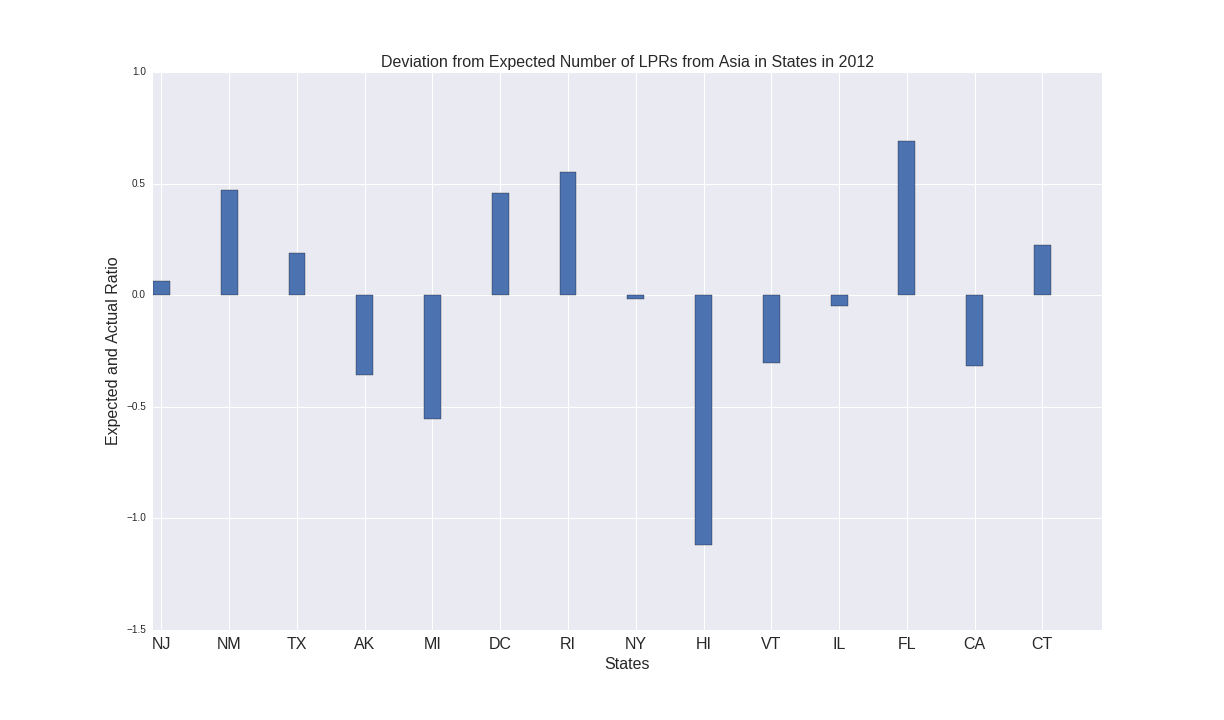 Deviation from Expected Number of LPRs from Asia in States in 2012
1.0
0.5
0.0
−0.5
−1.0
−1.5
Expected and Actual Ratio
NJ NM TX AK MI DC RI NY HI VT IL FL CA CT
States